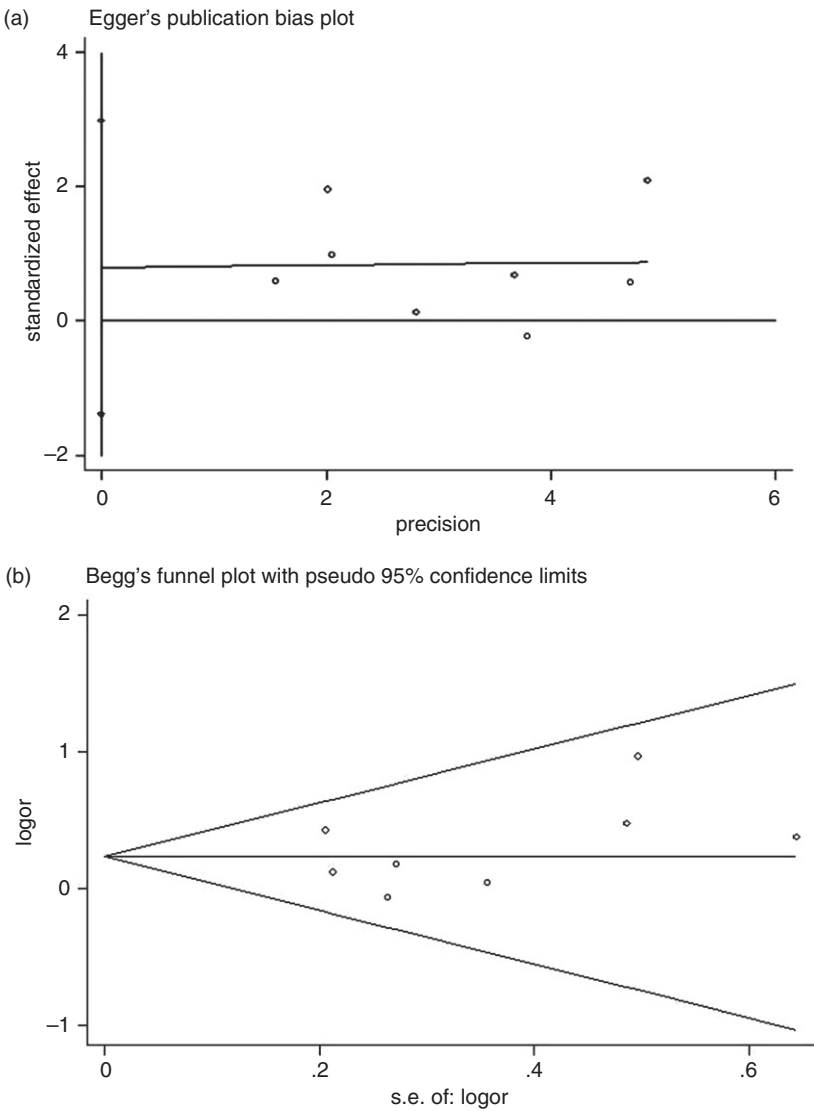 (a) Egger's publication bias plot
4
2
0
–2
standardized effect
0 2 4 6
precision
(b) Begg's funnel plot with pseudo 95% confidence limits
2
1
0
–1
logor
0 .2 .4 .6
s.e. of: logor